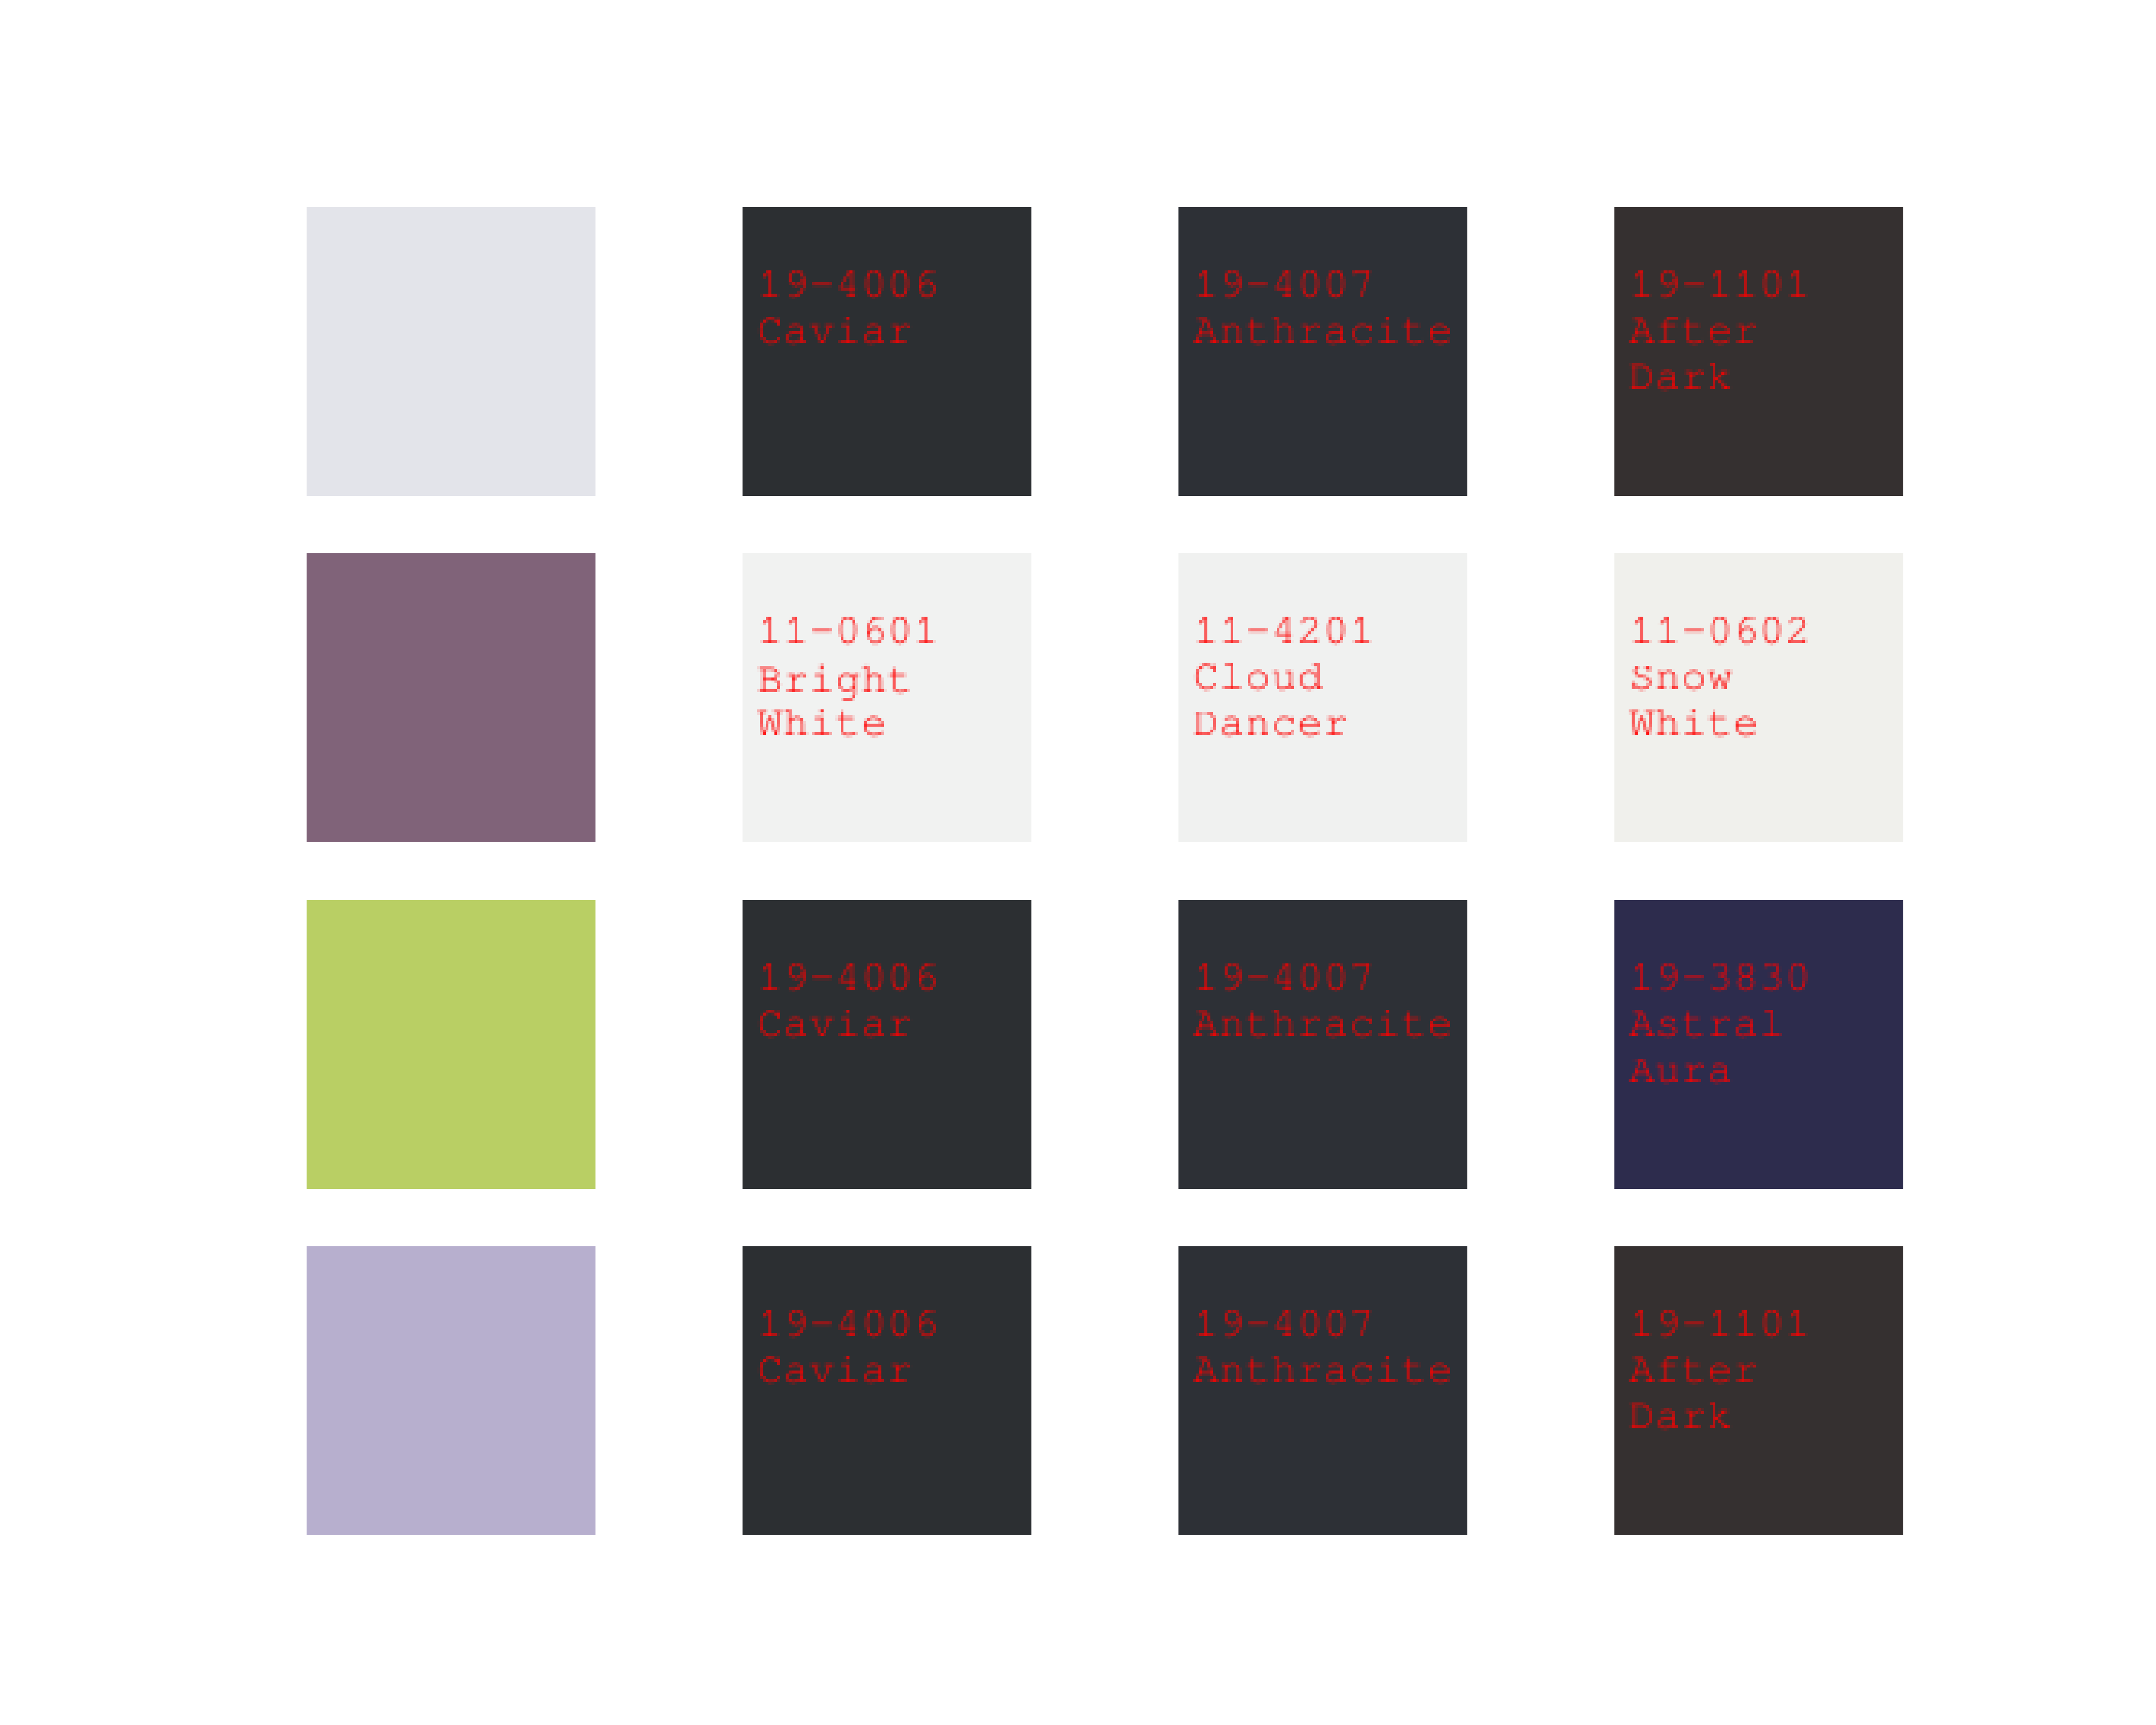 19-4006
Caviar
19-4007
Anthracite
19-1101
After
Dark
11-0601
Bright
White
11-4201
Cloud
Dancer
11-0602
Snow
White
19-4006
Caviar
19-4007
Anthracite
19-3830
Astral
Aura
19-4006
Caviar
19-4007
Anthracite
19-1101
After
Dark